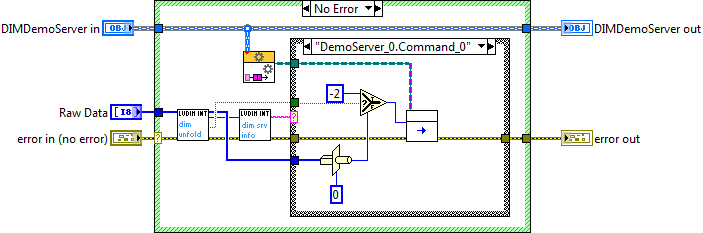 No Error
DIMDemoServer in
OBJ
OBJ
DIMDemoServer out
"DemoServer_0.Command_0"
-2
Raw Data
[I8]
LVDIM INT
dim
unfold
LVDIM INT
dim srv
info
?
error in (no error)
?
error out
0